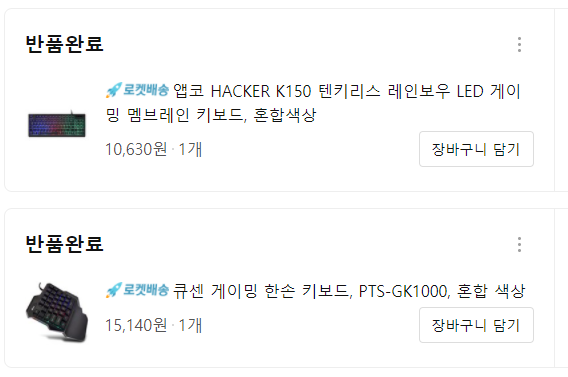 반품완료
로켓배송 앱코 HACKER K150 텐키리스 레인보우 LED 게이
밍 멤브레인 키보드, 혼합색상
10,630원 · 1개
장바구니 담기
반품완료
로켓배송 큐센 게이밍 한손 키보드, PTS-GK1000, 혼합 색상
15,140원 · 1개
장바구니 담기